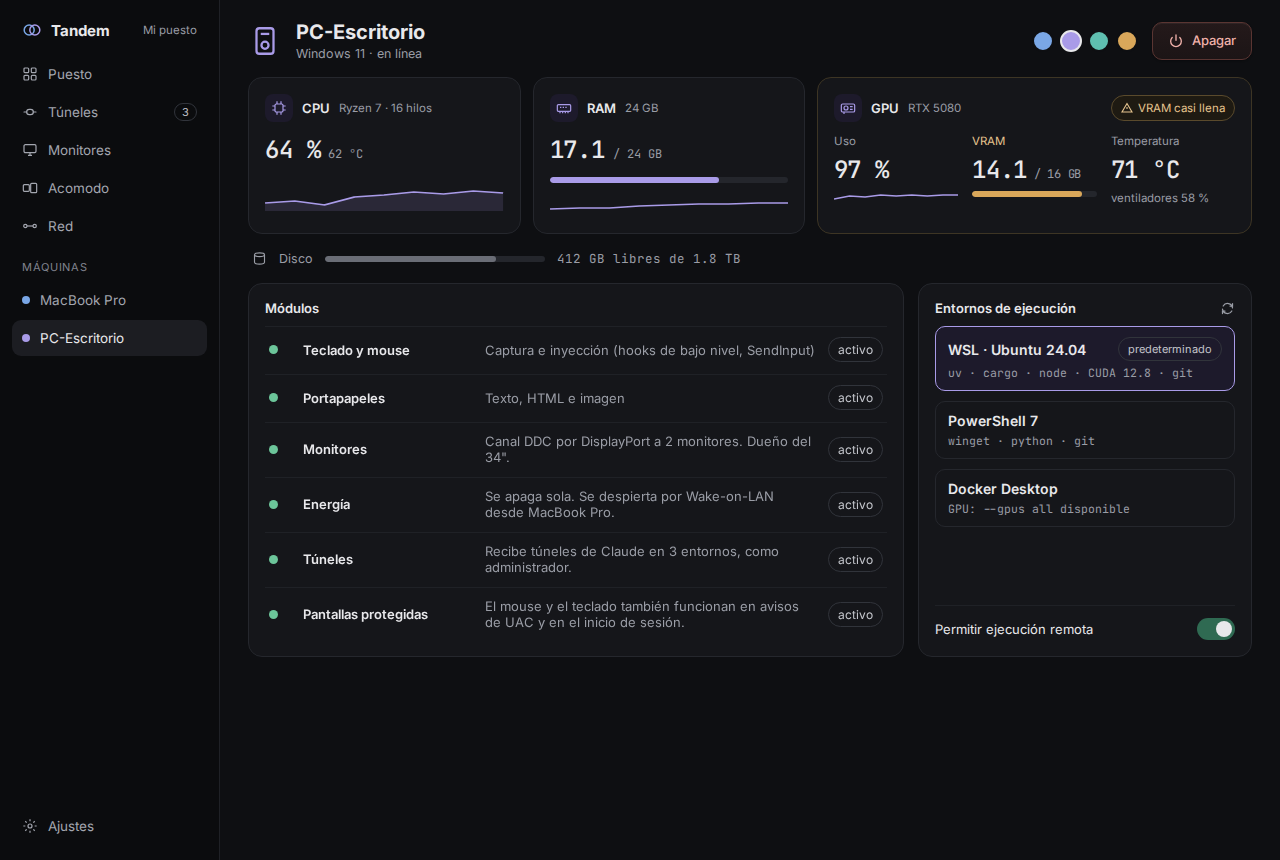 Tandem
Mi puesto
Puesto
Túneles
3
Monitores
Acomodo
Red
MÁQUINAS
MacBook Pro
PC-Escritorio
Ajustes
PC-Escritorio
Windows 11 · en línea
Apagar
CPU Ryzen 7 · 16 hilos
64 % 62 °C
RAM 24 GB
17.1 / 24 GB
GPU RTX 5080
VRAM casi llena
Uso
97 %
VRAM
14.1 / 16 GB
Temperatura
71 °C
ventiladores 58 %
Disco
412 GB libres de 1.8 TB
Módulos
Teclado y mouse
Captura e inyección (hooks de bajo nivel, SendInput)
activo
Portapapeles
Texto, HTML e imagen
activo
Monitores
Canal DDC por DisplayPort a 2 monitores. Dueño del
34".
activo
Energía
Se apaga sola. Se despierta por Wake-on-LAN
desde MacBook Pro.
activo
Túneles
Recibe túneles de Claude en 3 entornos, como
administrador.
activo
Pantallas protegidas
El mouse y el teclado también funcionan en avisos
de UAC y en el inicio de sesión.
activo
Entornos de ejecución
WSL · Ubuntu 24.04
predeterminado
uv · cargo · node · CUDA 12.8 · git
PowerShell 7
winget · python · git
Docker Desktop
GPU: --gpus all disponible
Permitir ejecución remota